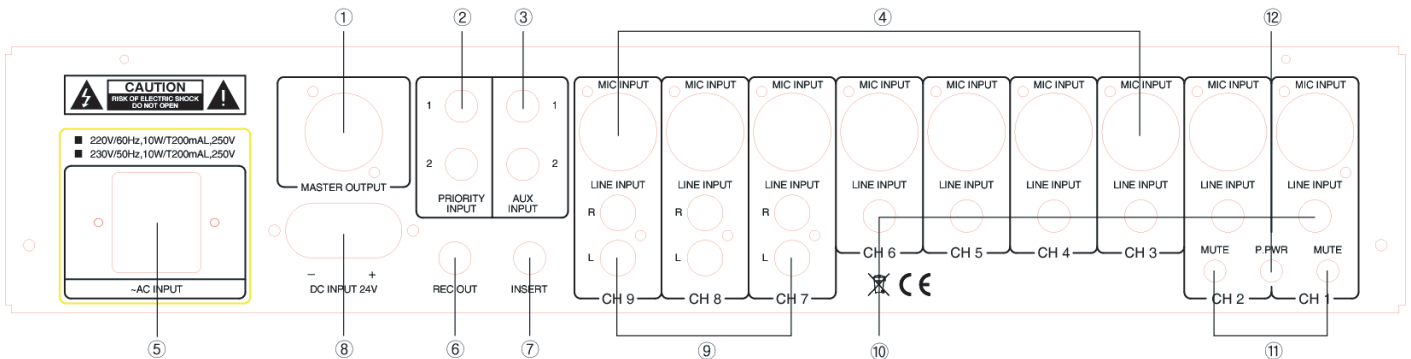 ① ② ③ ④ ⑫
CAUTION
RISK OF ELECTRIC SHOCK
DO NOT OPEN
■ 220V/60Hz,10W/T200mAL,250V
■ 230V/50Hz,10W/T200mAL,250V
~AC INPUT
MASTER OUTPUT
− +
DC INPUT 24V
1
2
PRIORITY
INPUT
1
2
AUX
INPUT
REC OUT
INSERT
MIC INPUT
LINE INPUT
R
L
CH 9
MIC INPUT
LINE INPUT
R
L
CH 8
MIC INPUT
LINE INPUT
R
L
CH 7
MIC INPUT
LINE INPUT
CH 6
MIC INPUT
LINE INPUT
CH 5
MIC INPUT
LINE INPUT
CH 4
MIC INPUT
LINE INPUT
CH 3
CE
MIC INPUT
LINE INPUT
MUTE
CH 2
P.PWR
MIC INPUT
LINE INPUT
MUTE
CH 1
⑤ ⑧ ⑥ ⑦ ⑨ ⑩ ⑪